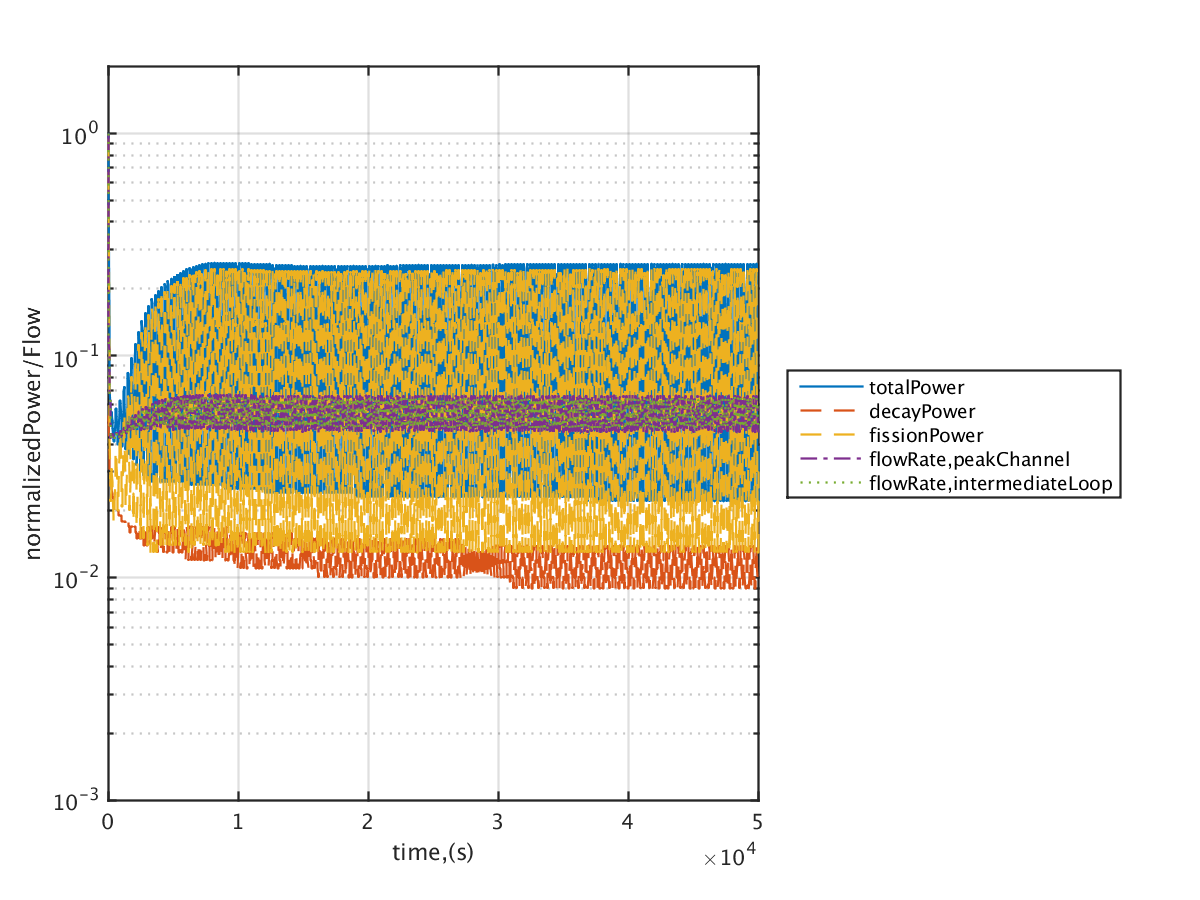 10^0
10^-1
10^-2
10^-3
normalizedPower/Flow
0 1 2 3 4 5
×10^4
time,(s)
totalPower
decayPower
fissionPower
flowRate,peakChannel
flowRate,intermediateLoop